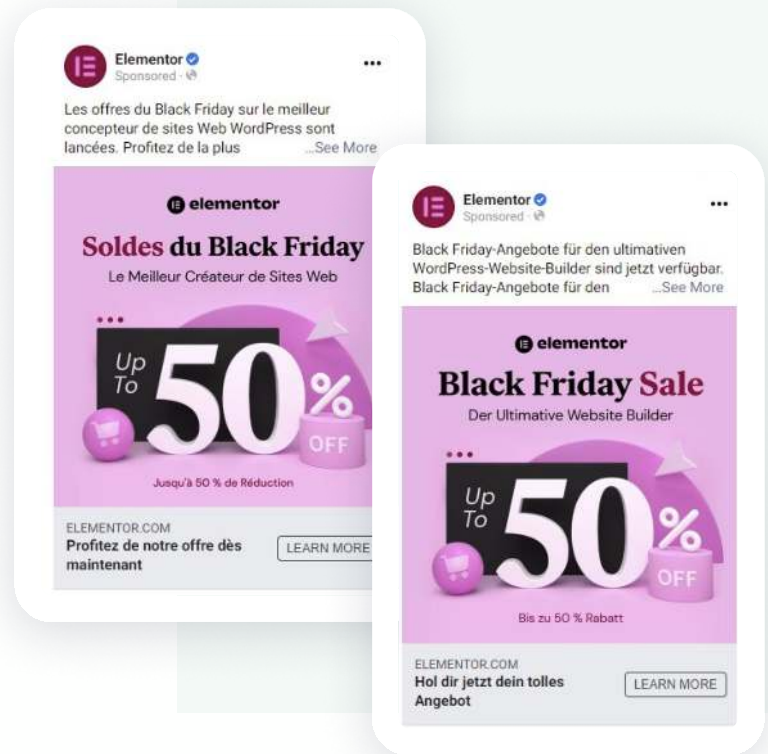 Elementor
Sponsored ·
Les offres du Black Friday sur le meilleur
concepteur de sites Web WordPress sont
lancées. Profitez de la plus ...See More
elementor
Soldes du Black Friday
Le Meilleur Créateur de Sites Web
Up
To
50%
OFF
Jusqu'à 50 % de Réduction
ELEMENTOR.COM
Profitez de notre offre dès
maintenant
LEARN MORE
Elementor
Sponsored ·
Black Friday-Angebote für den ultimativen
WordPress-Website-Builder sind jetzt verfügbar.
Black Friday-Angebote für den ...See More
elementor
Black Friday Sale
Der Ultimative Website Builder
Up
To
50%
OFF
Bis zu 50 % Rabatt
ELEMENTOR.COM
Hol dir jetzt dein tolles
Angebot
LEARN MORE